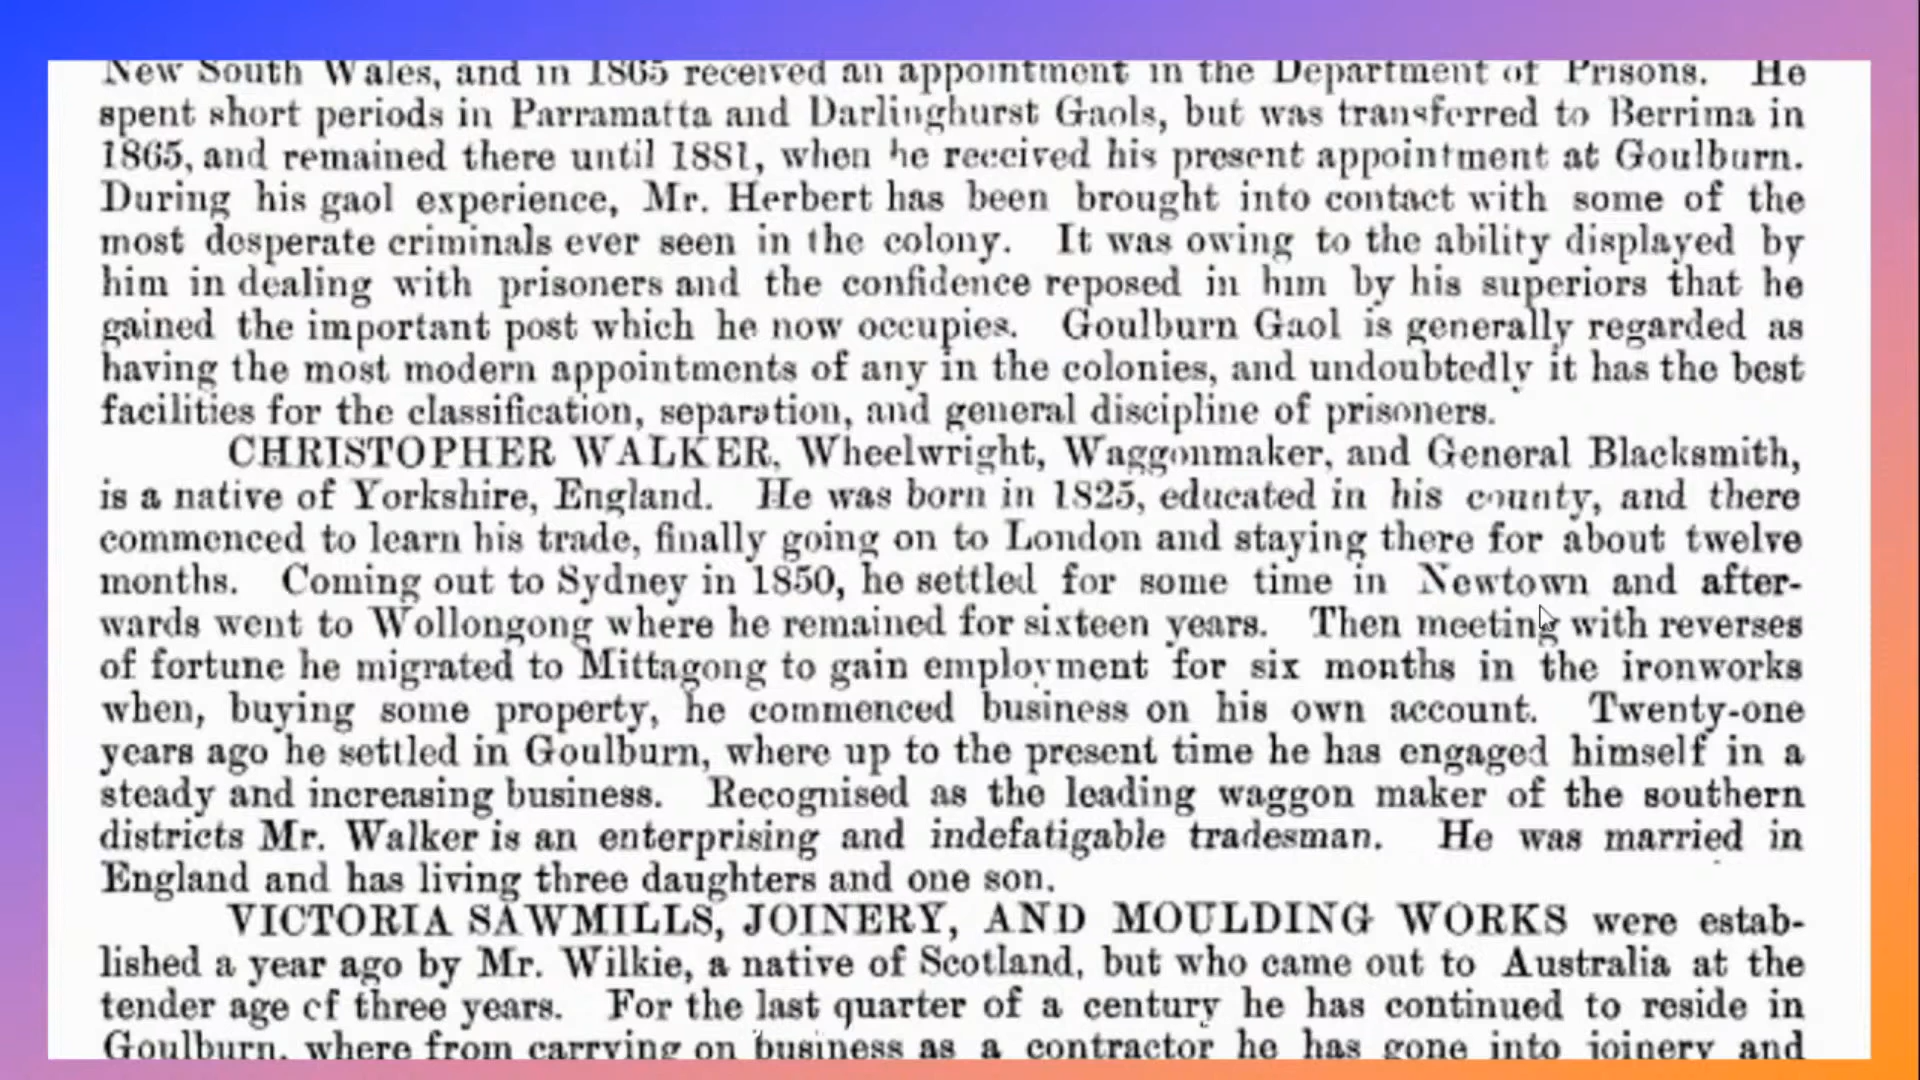 New South Wales, and in 1865 received an appointment in the Department of Prisons. He
spent short periods in Parramatta and Darlinghurst Gaols, but was transferred to Berrima in
1865, and remained there until 1881, when he received his present appointment at Goulburn.
During his gaol experience, Mr. Herbert has been brought into contact with some of the
most desperate criminals ever seen in the colony. It was owing to the ability displayed by
him in dealing with prisoners and the confidence reposed in him by his superiors that he
gained the important post which he now occupies. Goulburn Gaol is generally regarded as
having the most modern appointments of any in the colonies, and undoubtedly it has the best
facilities for the classification, separation, and general discipline of prisoners.
CHRISTOPHER WALKER, Wheelwright, Waggonmaker, and General Blacksmith,
is a native of Yorkshire, England. He was born in 1825, educated in his county, and there
commenced to learn his trade, finally going on to London and staying there for about twelve
months. Coming out to Sydney in 1850, he settled for some time in Newtown and after-
wards went to Wollongong where he remained for sixteen years. Then meeting with reverses
of fortune he migrated to Mittagong to gain employment for six months in the ironworks
when, buying some property, he commenced business on his own account. Twenty-one
years ago he settled in Goulburn, where up to the present time he has engaged himself in a
steady and increasing business. Recognised as the leading waggon maker of the southern
districts Mr. Walker is an enterprising and indefatigable tradesman. He was married in
England and has living three daughters and one son.
VICTORIA SAWMILLS, JOINERY, AND MOULDING WORKS were estab-
lished a year ago by Mr. Wilkie, a native of Scotland, but who came out to Australia at the
tender age of three years. For the last quarter of a century he has continued to reside in
Goulburn, where from carrying on business as a contractor he has gone into joinery and